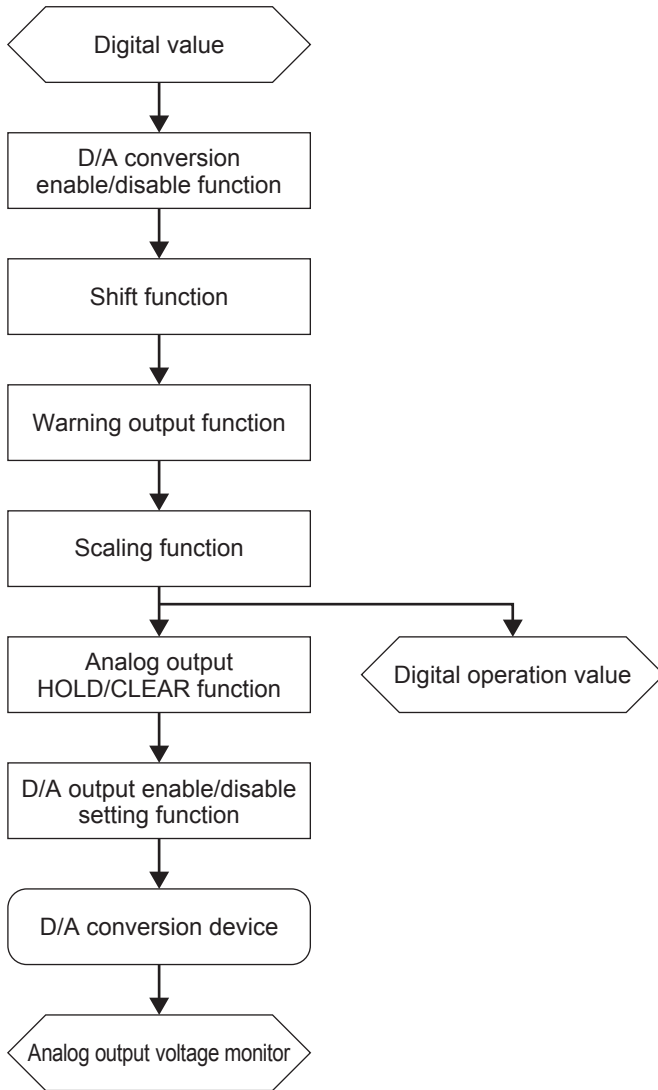 Digital value
D/A conversion
enable/disable function
Shift function
Warning output function
Scaling function
Analog output
HOLD/CLEAR function
Digital operation value
D/A output enable/disable
setting function
D/A conversion device
Analog output voltage monitor